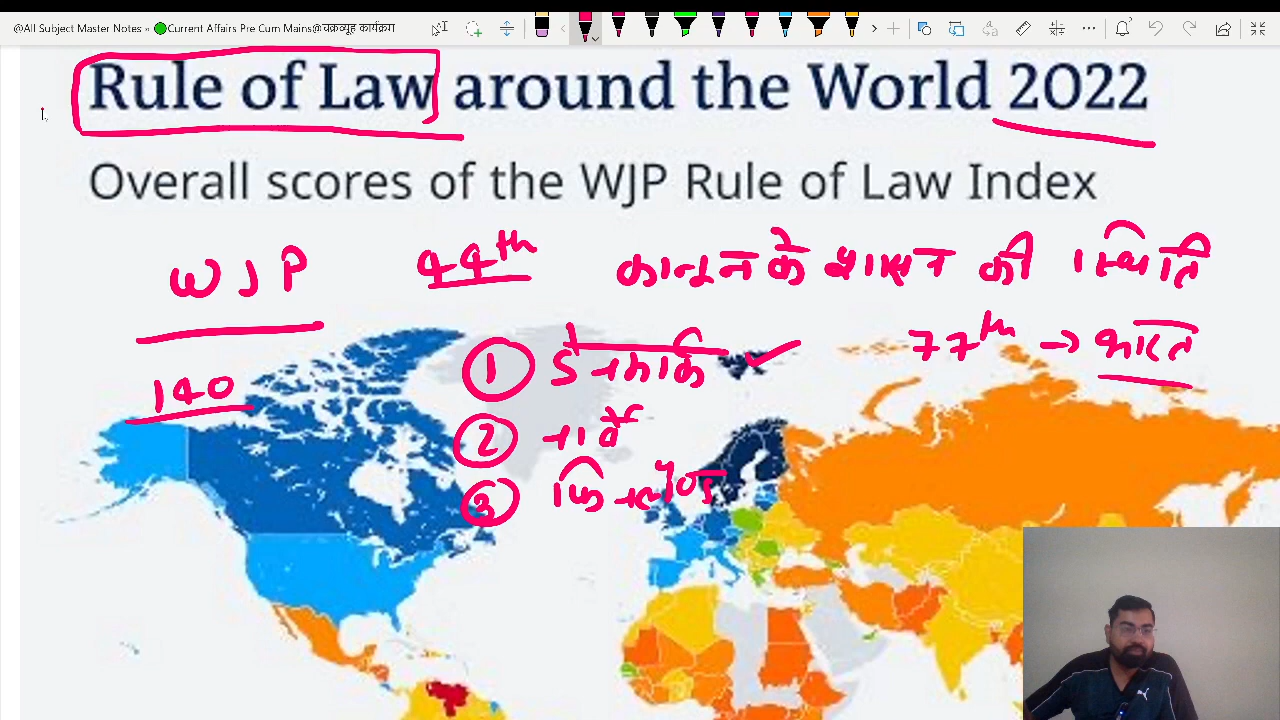 All Subject Master Notes » Current Affairs Pre Cum Mains@चक्रव्यूह कार्यक्रम
Rule of Law around the World 2022
Overall scores of the WJP Rule of Law Index
WJP 44th कानून के शासन की स्थिति
140 77th → भारत
1 डेनमार्क
2 नार्वे
3 फिनलैण्ड
PUMA